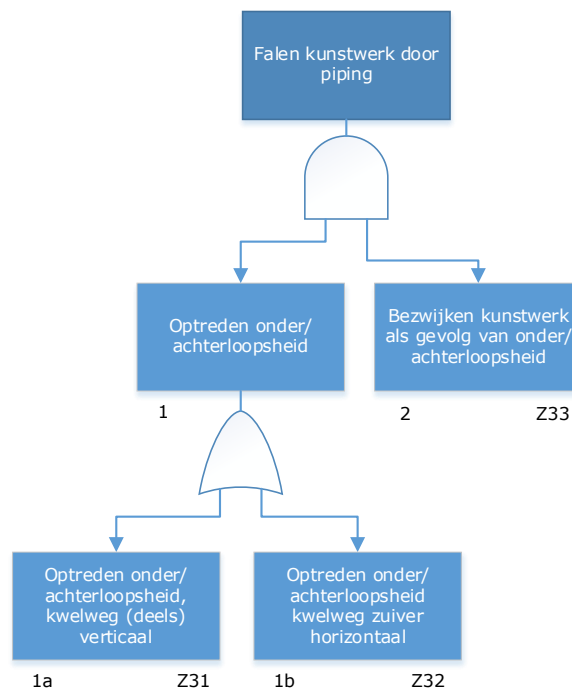 Falen kunstwerk door
piping
Optreden onder/
achterloopsheid
Bezwijken kunstwerk
als gevolg van onder/
achterloopsheid
1
2
Z33
Optreden onder/
achterloopsheid,
kwelweg (deels)
verticaal
Optreden onder/
achterloopsheid
kwelweg zuiver
horizontaal
1a
Z31
1b
Z32